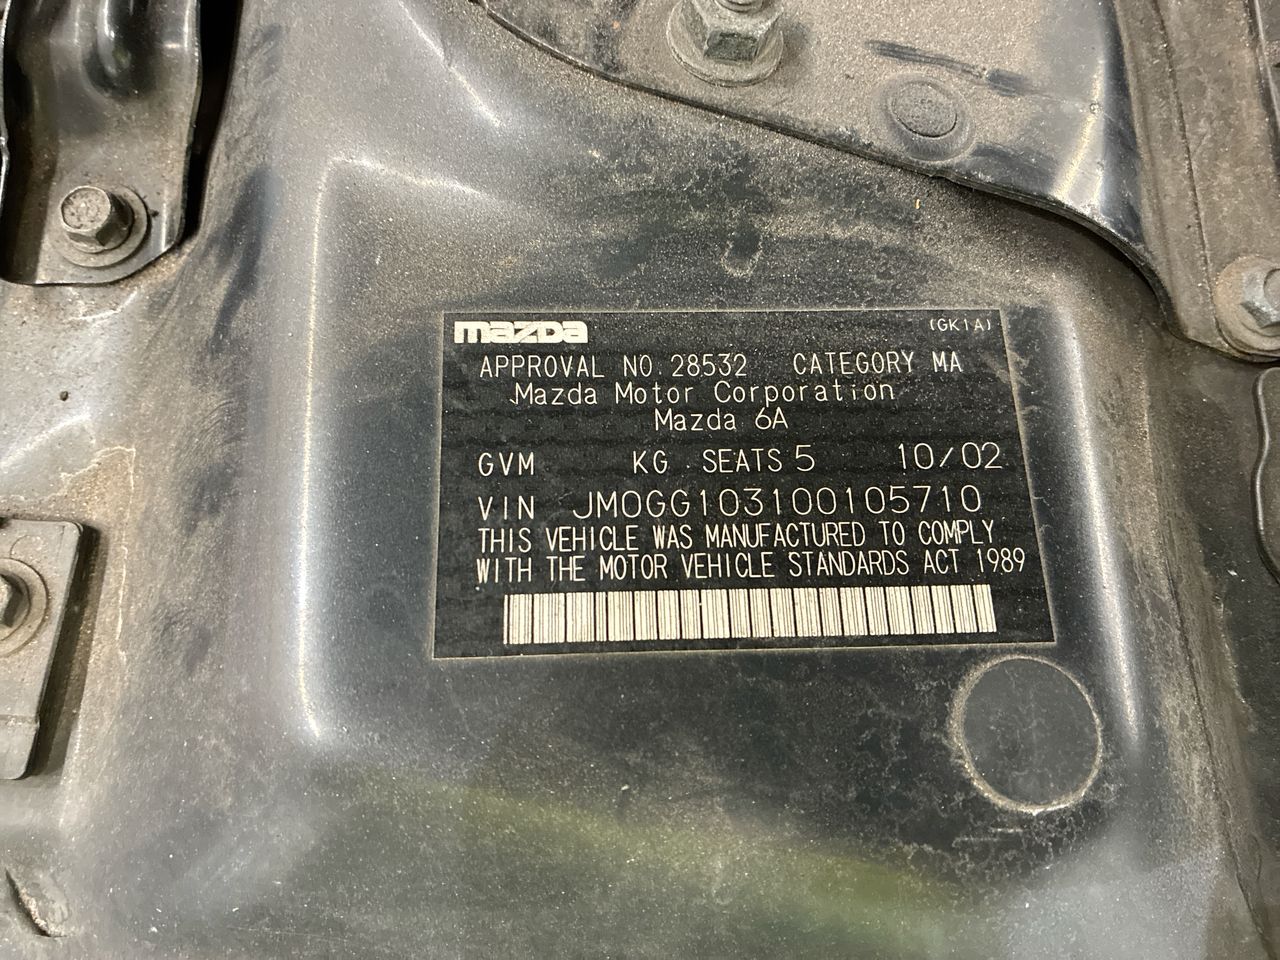 mazda (GK1A)
APPROVAL NO. 28532 CATEGORY MA
Mazda Motor Corporation
Mazda 6A
GVM KG SEATS 5 10/02
VIN JM0GG103100105710
THIS VEHICLE WAS MANUFACTURED TO COMPLY
WITH THE MOTOR VEHICLE STANDARDS ACT 1989